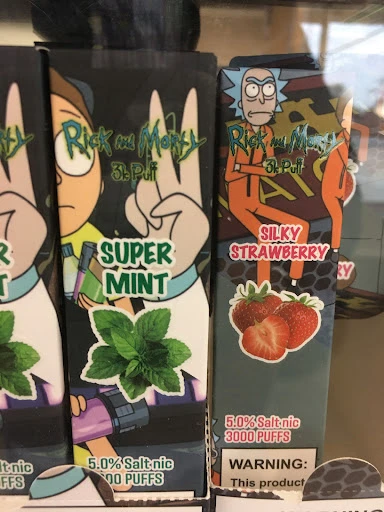 Rick and Morty
3k Puff
SUPER
MINT
5.0% Salt nic
PUFFS
Rick and Morty
3k Puff
SILKY
STRAWBERRY
5.0% Salt nic
3000 PUFFS
WARNING:
This product